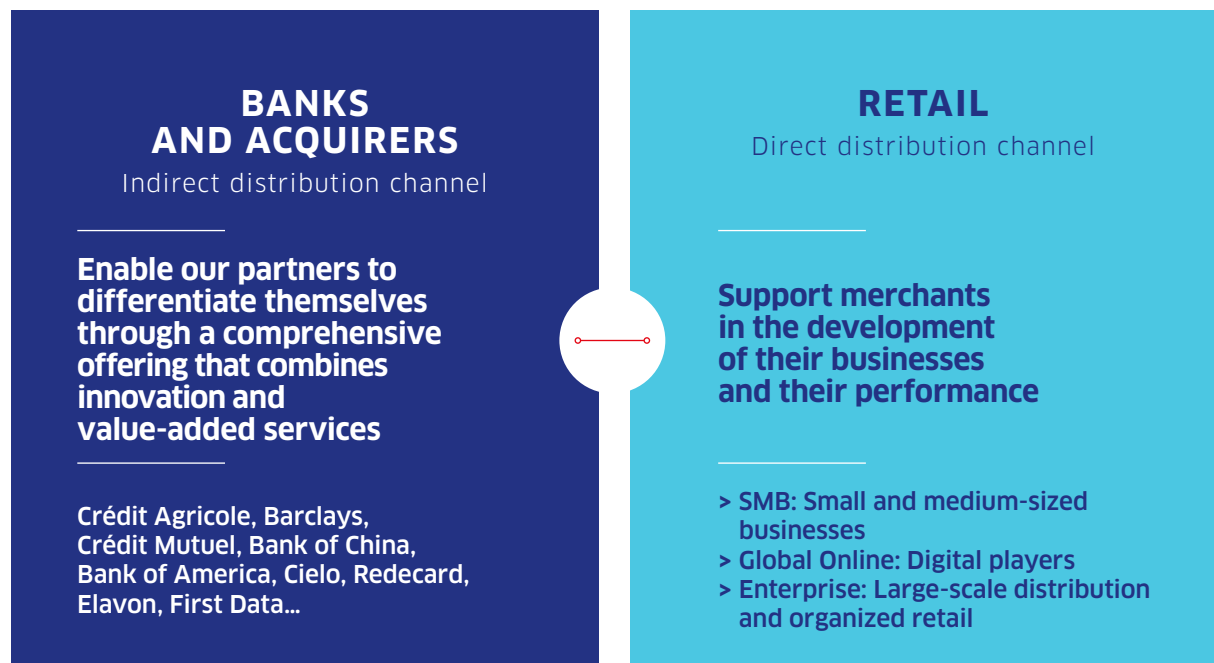 BANKS
AND ACQUIRERS
Indirect distribution channel
Enable our partners to
differentiate themselves
through a comprehensive
offering that combines
innovation and
value-added services
Crédit Agricole, Barclays,
Crédit Mutuel, Bank of China,
Bank of America, Cielo, Redecard,
Elavon, First Data...
RETAIL
Direct distribution channel
Support merchants
in the development
of their businesses
and their performance
> SMB: Small and medium-sized
businesses
> Global Online: Digital players
> Enterprise: Large-scale distribution
and organized retail